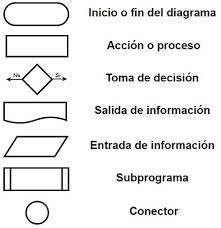 Inicio o fin del diagrama
Acción o proceso
No
Si
Toma de decisión
Salida de información
Entrada de información
Subprograma
Conector